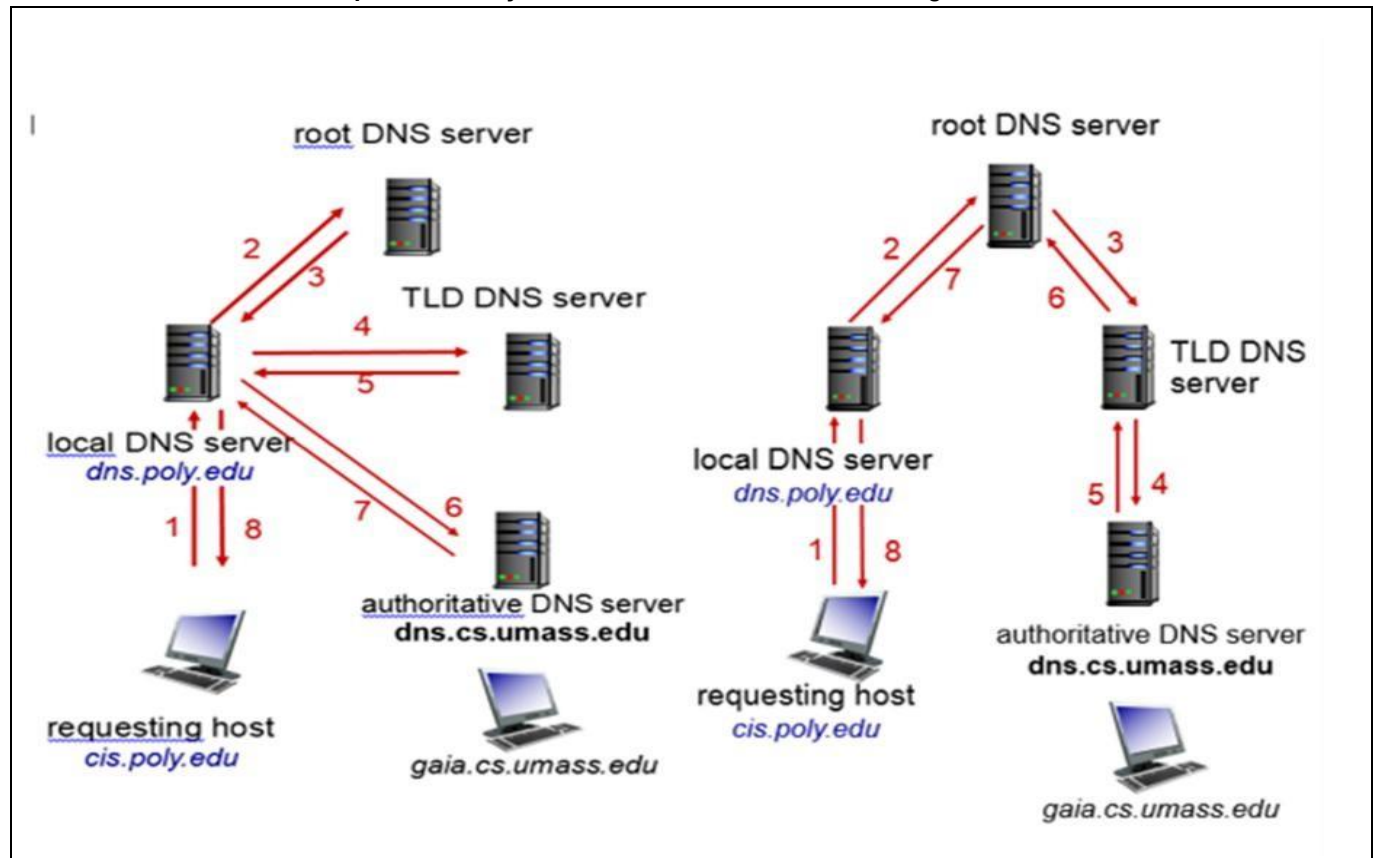 root DNS server
2
3
TLD DNS server
4
5
local DNS server
dns.poly.edu
1
8
7
6
authoritative DNS server
dns.cs.umass.edu
requesting host
cis.poly.edu
gaia.cs.umass.edu
root DNS server
2
7
3
6
TLD DNS
server
local DNS server
dns.poly.edu
5
4
1
8
authoritative DNS server
dns.cs.umass.edu
requesting host
cis.poly.edu
gaia.cs.umass.edu